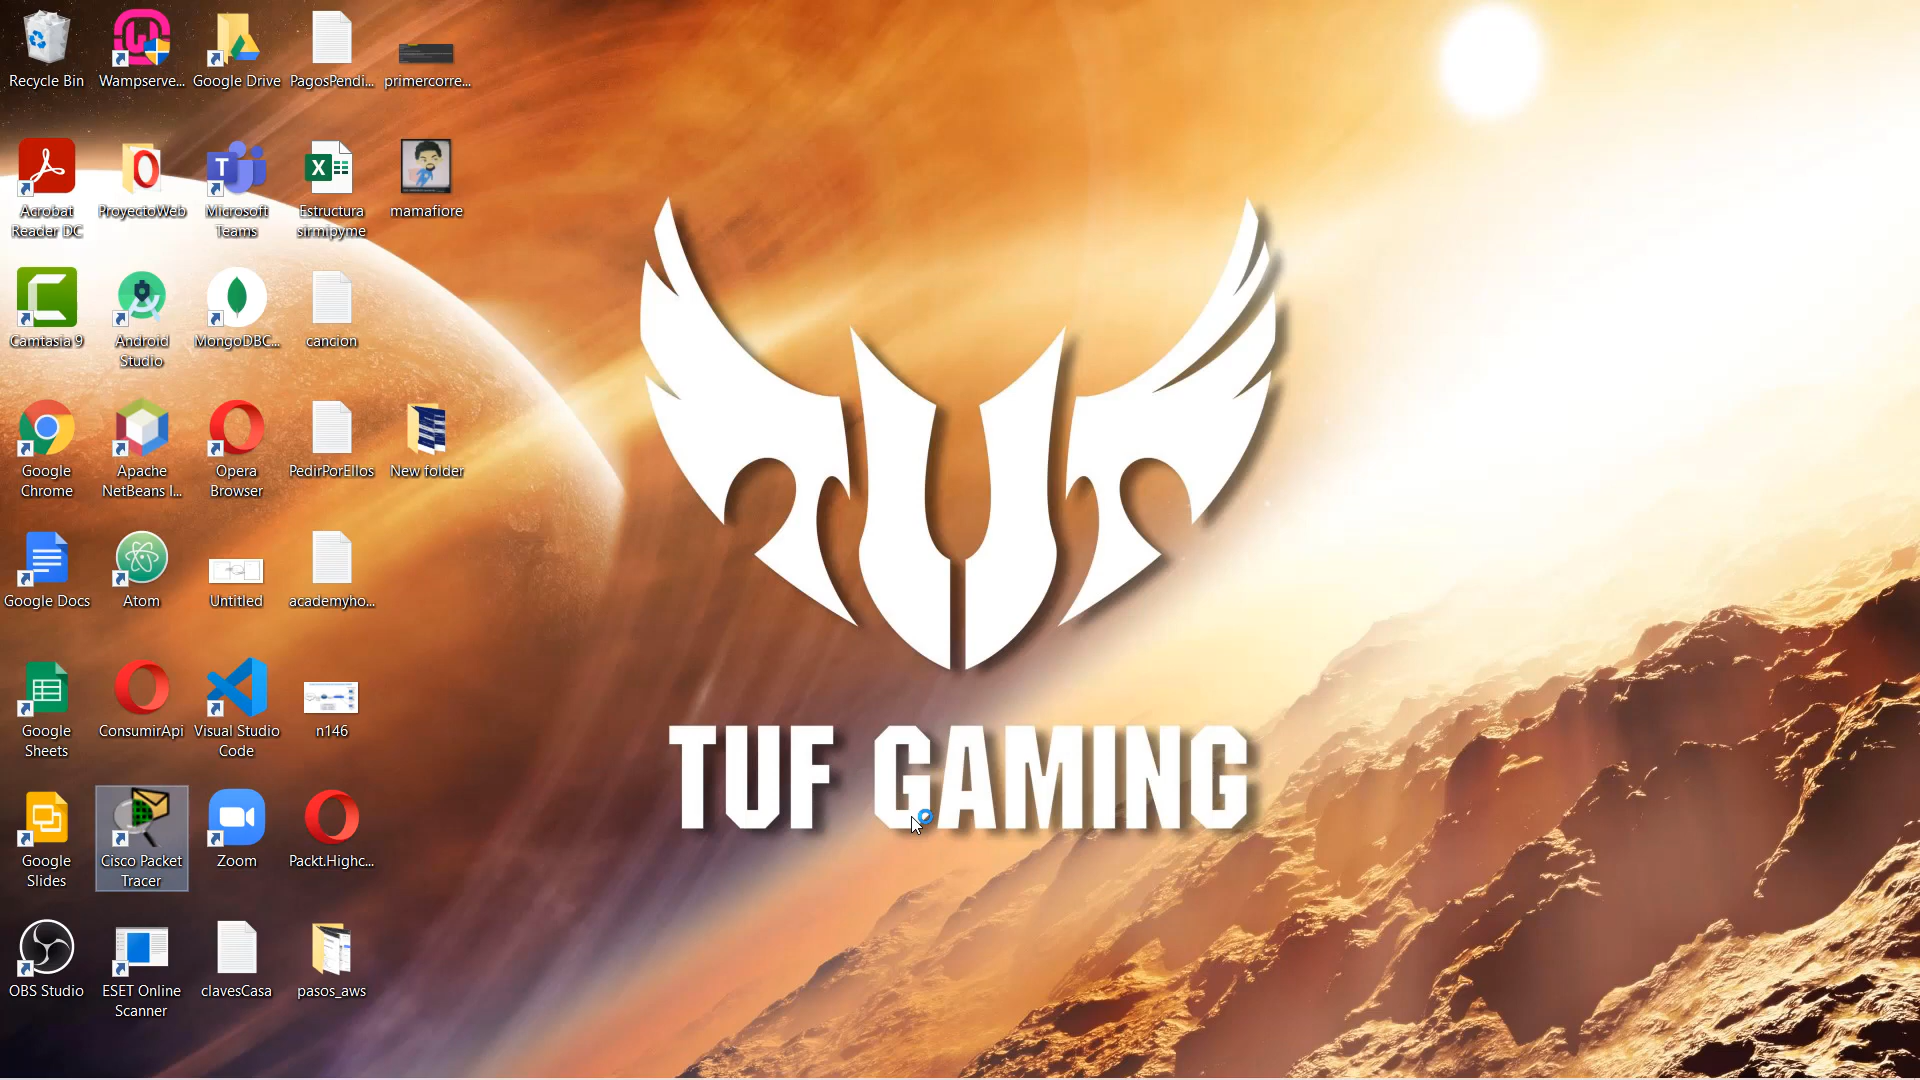 Recycle Bin
Wampserve...
Google Drive
PagosPendi...
primercorre...
Acrobat
Reader DC
ProyectoWeb
Microsoft
Teams
Estructura
sirmipyme
mamafiore
Camtasia 9
Android
Studio
MongoDBC...
cancion
Google
Chrome
Apache
NetBeans I...
Opera
Browser
PedirPorEllos
New folder
Google Docs
Atom
Untitled
academyho...
Google
Sheets
ConsumirApi
Visual Studio
Code
n146
Google
Slides
Cisco Packet
Tracer
Zoom
Packt.Highc...
OBS Studio
ESET Online
Scanner
clavesCasa
pasos_aws
TUF GAMING